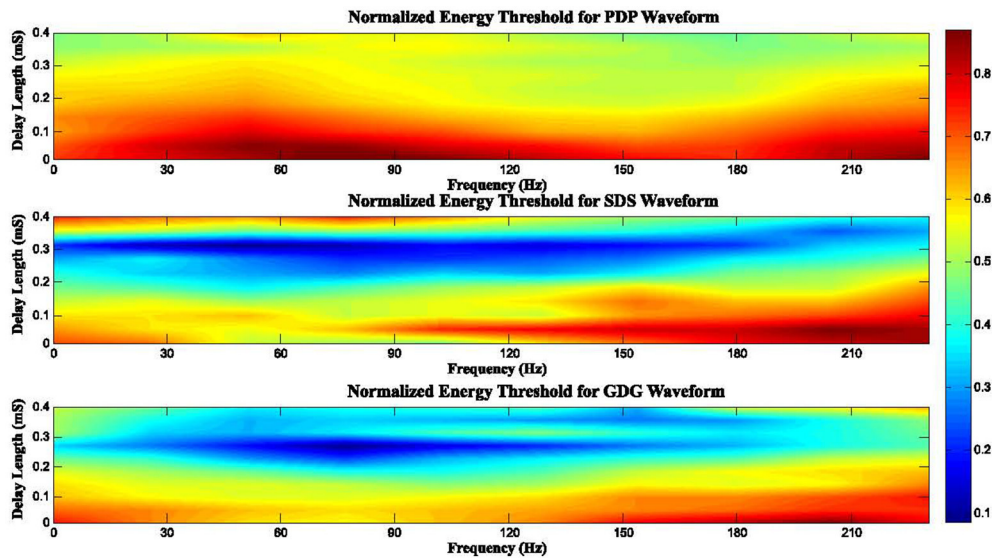 Normalized Energy Threshold for PDP Waveform
Delay Length (mS)
0.4
0.3
0.2
0.1
0
0 30 60 90 120 150 180 210
Frequency (Hz)
Normalized Energy Threshold for SDS Waveform
Delay Length (mS)
0.4
0.3
0.2
0.1
0
0 30 60 90 120 150 180 210
Frequency (Hz)
Normalized Energy Threshold for GDG Waveform
Delay Length (mS)
0.4
0.3
0.2
0.1
0
0 30 60 90 120 150 180 210
Frequency (Hz)
0.8
0.7
0.6
0.5
0.4
0.3
0.2
0.1